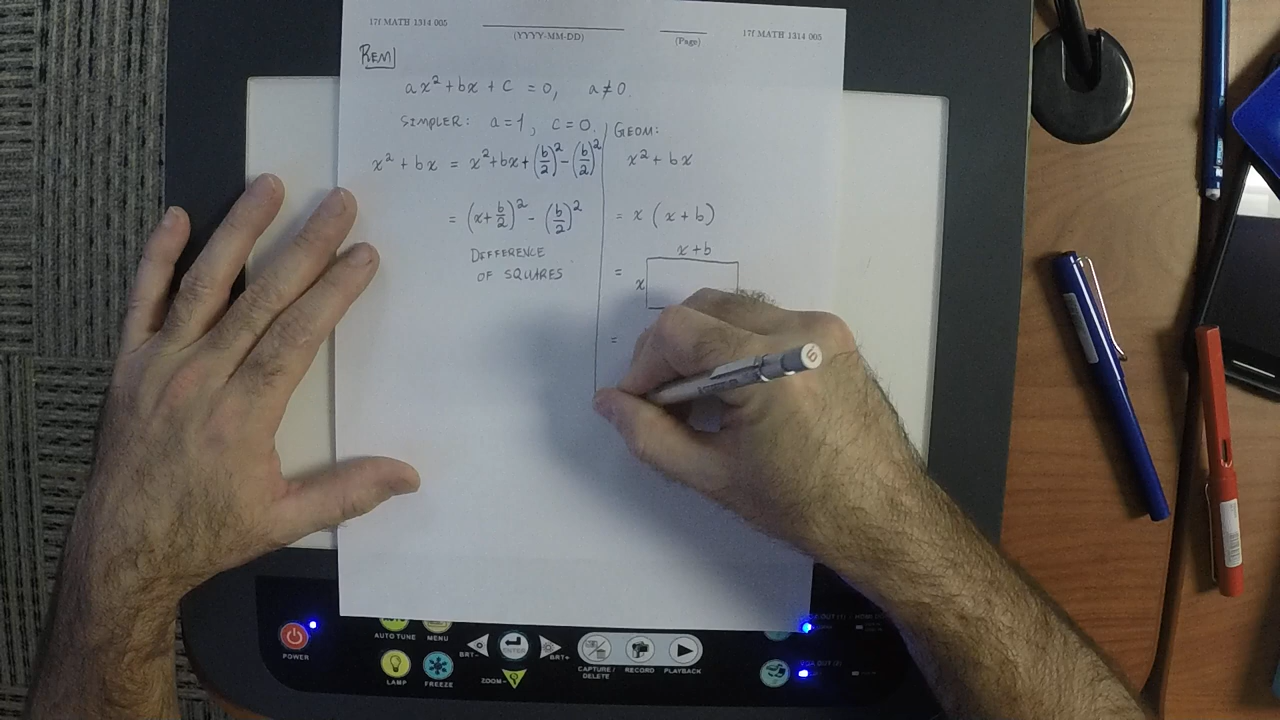 17f MATH 1314 005
(YYYY-MM-DD)
(Page)
17f MATH 1314 005
REM
ax² + bx + c = 0, a ≠ 0.
SIMPLER: a = 1, c = 0.
x² + bx = x² + bx + (b/2)² - (b/2)²
= (x + b/2)² - (b/2)²
DIFFERENCE
OF SQUARES
GEOM:
x² + bx
= x (x + b)
x + b
= x
=
POWER
AUTO TUNE
MENU
LAMP
FREEZE
BRT-
ENTER
BRT+
ZOOM-
CAPTURE /
DELETE
RECORD
PLAYBACK